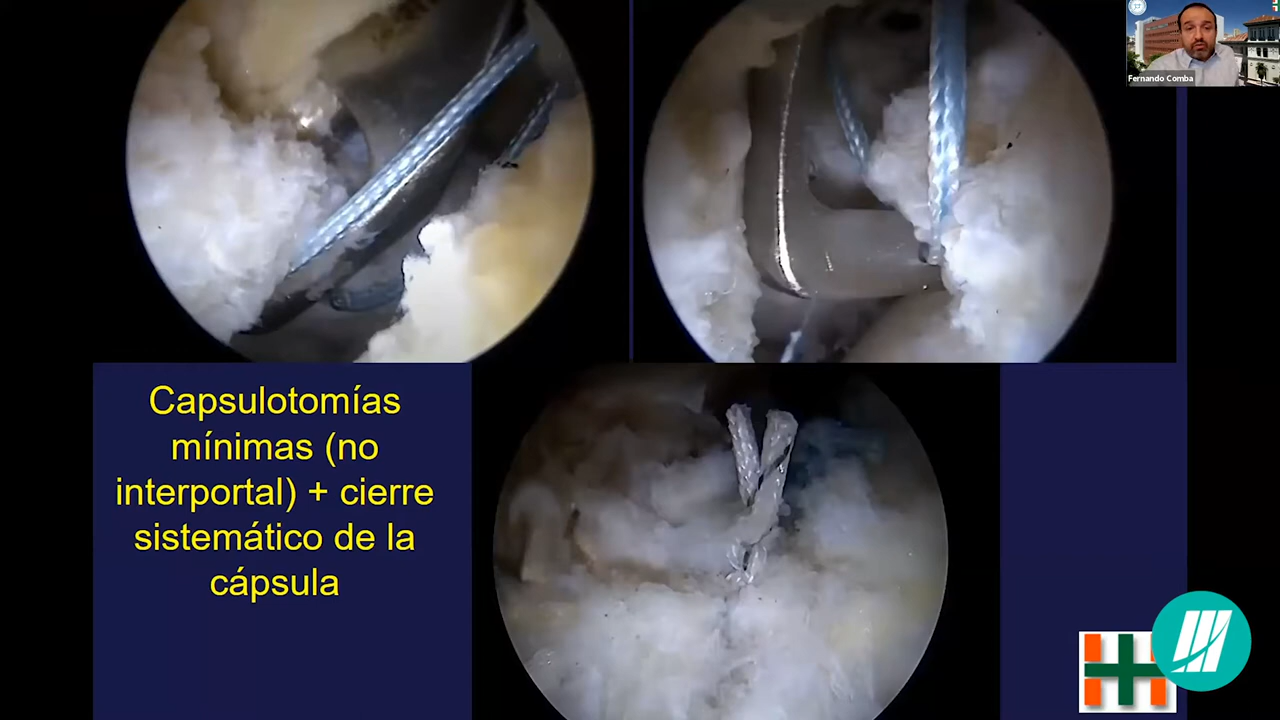 Fernando Comba
Capsulotomías
mínimas (no
interportal) + cierre
sistemático de la
cápsula